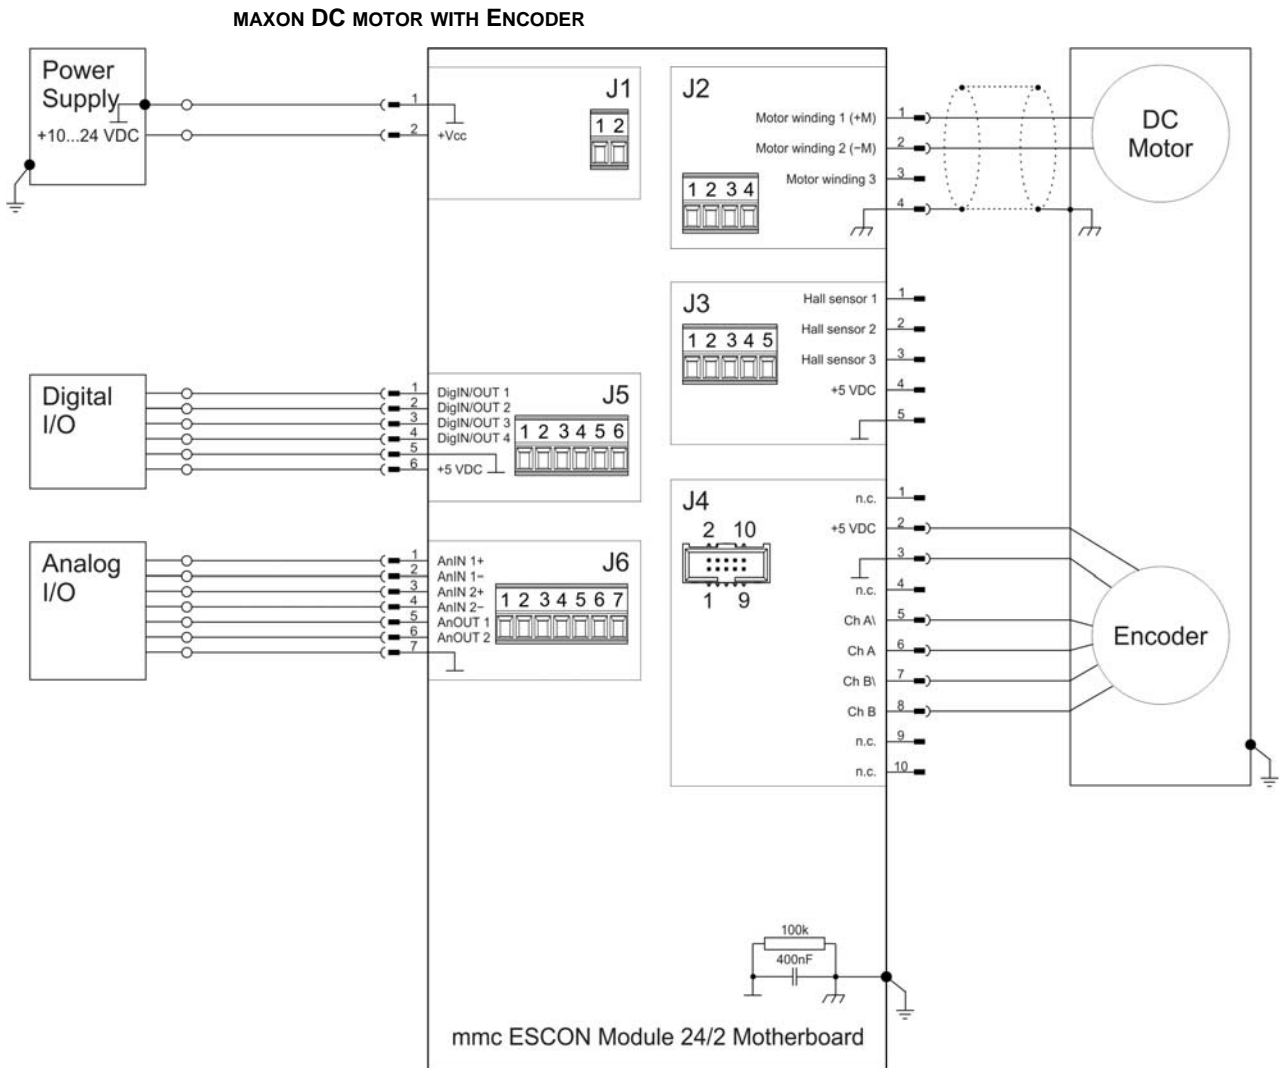 MAXON DC MOTOR WITH ENCODER
Power
Supply
+10...24 VDC
1
2
+Vcc
J1
1 2
J2
1 2 3 4
Motor winding 1 (+M)
1
Motor winding 2 (−M)
2
Motor winding 3
3
4
DC
Motor
J3
1 2 3 4 5
Hall sensor 1
1
Hall sensor 2
2
Hall sensor 3
3
+5 VDC
4
5
Digital
I/O
1
DigIN/OUT 1
2
DigIN/OUT 2
3
DigIN/OUT 3
4
DigIN/OUT 4
5
6
+5 VDC
J5
1 2 3 4 5 6
J4
2 10
1 9
n.c.
1
+5 VDC
2
3
n.c.
4
Ch A\
5
Ch A
6
Ch B\
7
Ch B
8
n.c.
9
n.c.
10
Encoder
Analog
I/O
1
AnIN 1+
2
AnIN 1−
3
AnIN 2+
4
AnIN 2−
5
AnOUT 1
6
AnOUT 2
7
J6
1 2 3 4 5 6 7
100k
400nF
mmc ESCON Module 24/2 Motherboard